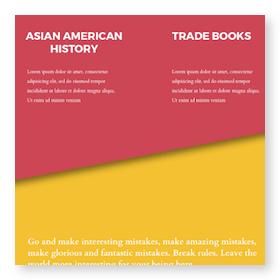 ASIAN AMERICAN
HISTORY
Lorem ipsum dolor sit amet, consectetur
adipiscing elit, sed do eiusmod tempor
incididunt ut labore et dolore magna aliqua.
Ut enim ad minim veniam
TRADE BOOKS
Lorem ipsum dolor sit amet, consectetur
adipiscing elit, sed do eiusmod tempor
incididunt ut labore et dolore magna aliqua.
Ut enim ad minim veniam
Go and make interesting mistakes, make amazing mistakes,
make glorious and fantastic mistakes. Break rules. Leave the
world more interesting for your being here.